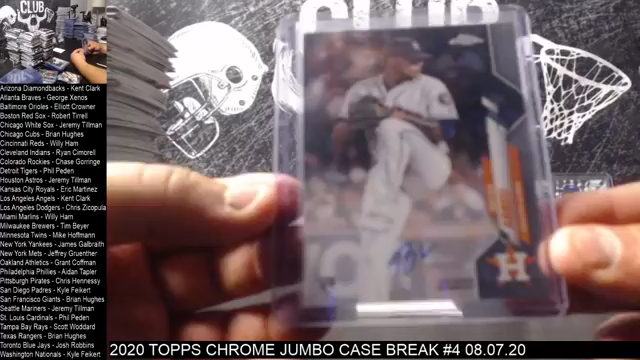 CLUB
Arizona Diamondbacks - Kent Clark
Atlanta Braves - George Xenos
Baltimore Orioles - Elliott Crowner
Boston Red Sox - Robert Tirrell
Chicago White Sox - Jeremy Tillman
Chicago Cubs - Brian Hughes
Cincinnati Reds - Willy Ham
Cleveland Indians - Ryan Cimorell
Colorado Rockies - Chase Gorringe
Detroit Tigers - Phil Peden
Houston Astros - Jeremy Tillman
Kansas City Royals - Eric Martinez
Los Angeles Angels - Kent Clark
Los Angeles Dodgers - Chris Zicopula
Miami Marlins - Willy Ham
Milwaukee Brewers - Tim Beyer
Minnesota Twins - Mike Hoffmann
New York Yankees - James Galbraith
New York Mets - Jeffrey Gruenther
Oakland Athletics - Grant Coffman
Philadelphia Phillies - Aidan Tapler
Pittsburgh Pirates - Chris Hennessy
San Diego Padres - Kyle Feikert
San Francisco Giants - Brian Hughes
Seattle Mariners - Jeremy Tillman
St. Louis Cardinals - Phil Peden
Tampa Bay Rays - Scott Woddard
Texas Rangers - Brian Hughes
Toronto Blue Jays - Josh Robbins
Washington Nationals - Kyle Feikert
H
2020 TOPPS CHROME JUMBO CASE BREAK #4 08.07.20